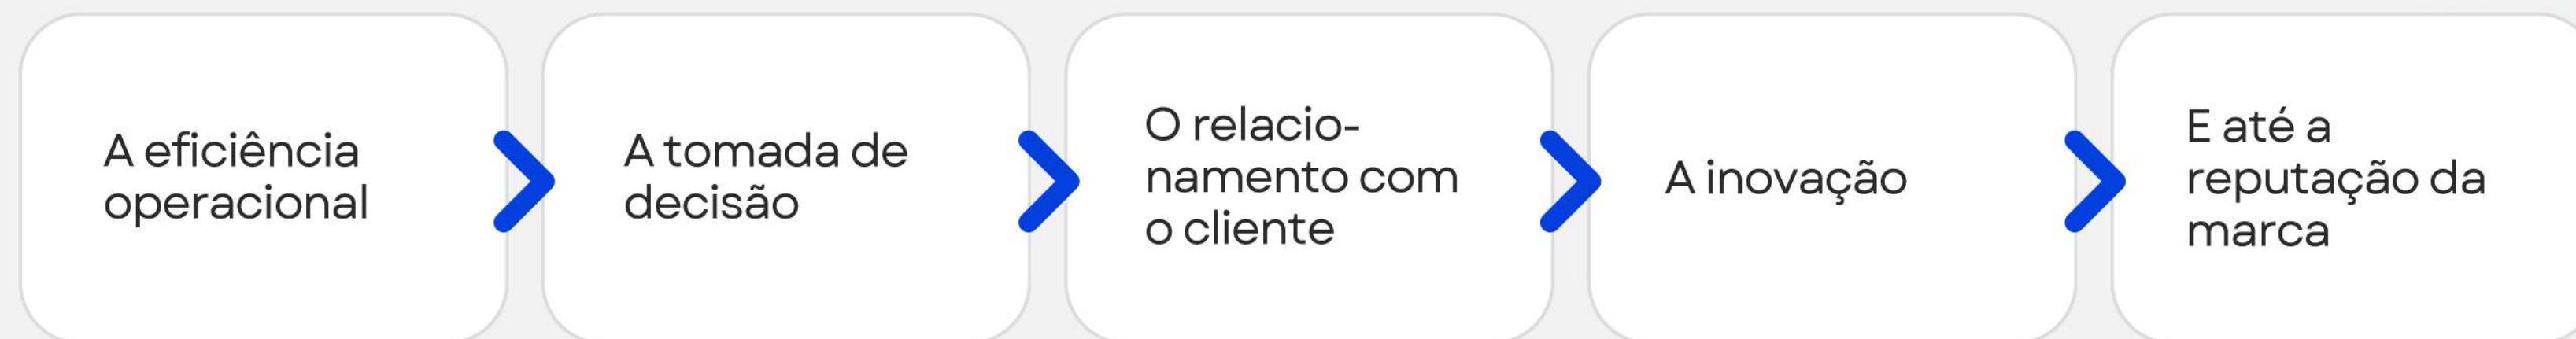 A eficiência
operacional
A tomada de
decisão
O relacio-
namento com
o cliente
A inovação
E até a
reputação da
marca